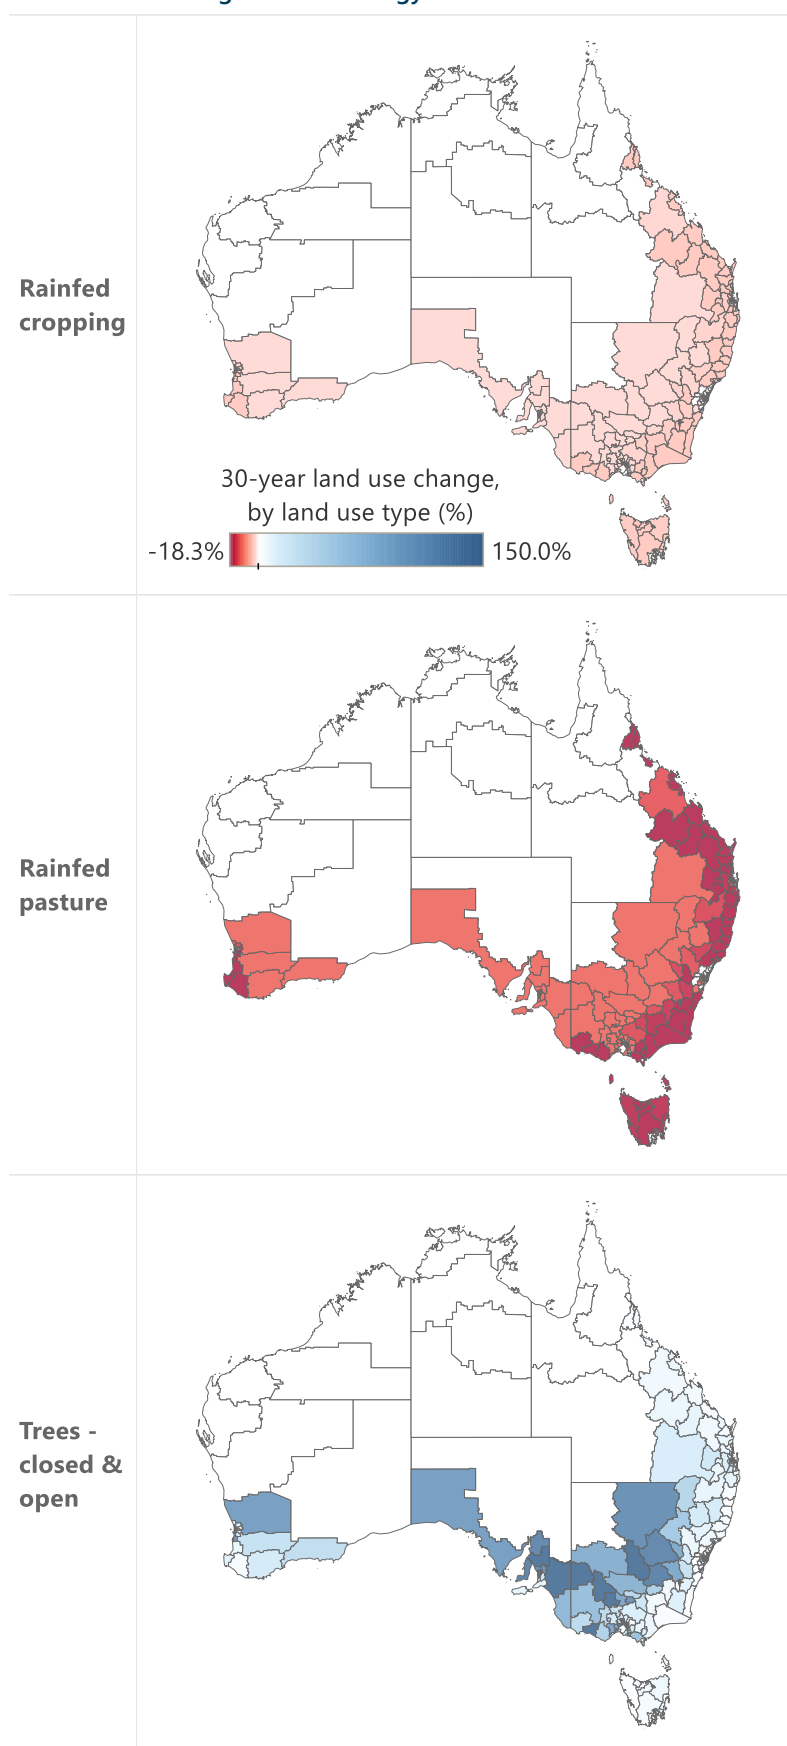 Rainfed
cropping
30-year land use change,
by land use type (%)
-18.3%
150.0%
Rainfed
pasture
Trees -
closed &
open